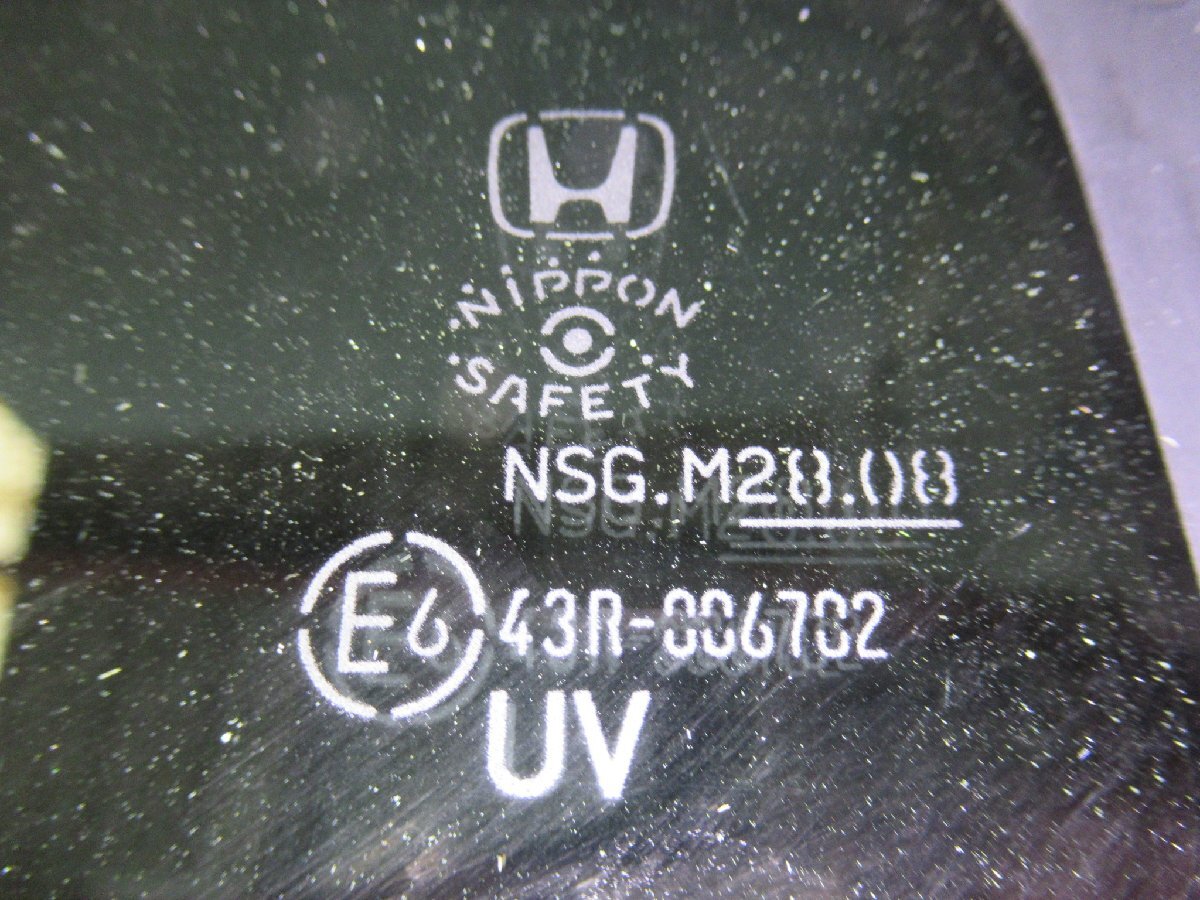 NIPPON
SAFETY
NSG.M28.08
E6 43R-006702
UV